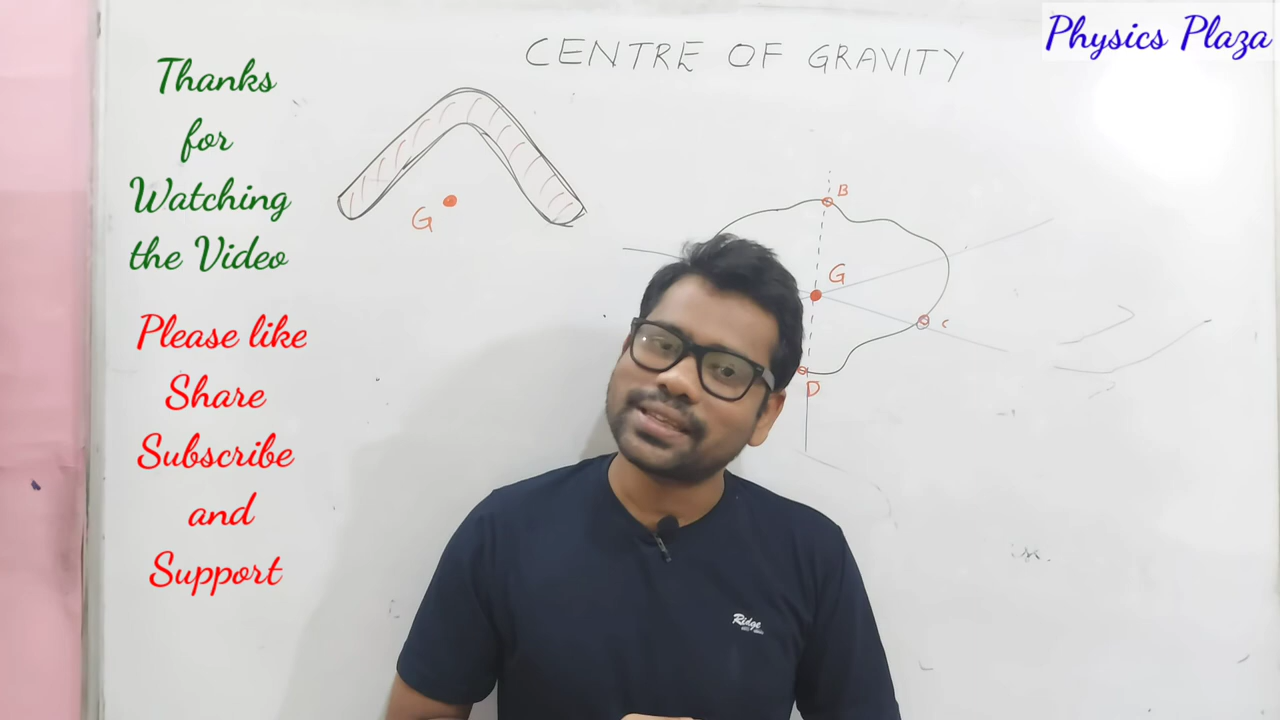 Physics Plaza
CENTRE OF GRAVITY
Thanks
for
Watching
the Video
Please like
Share
Subscribe
and
Support
G
B
G
C
D
Ridge